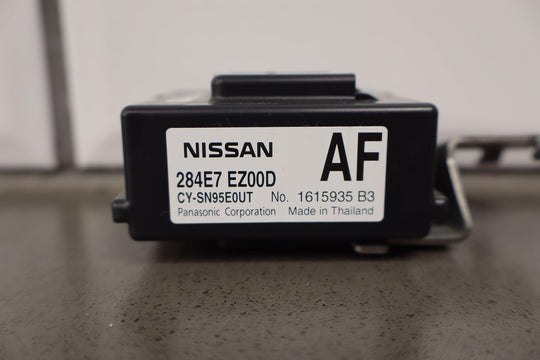 NISSAN AF
284E7 EZ00D
CY-SN95E0UT No. 1615935 B3
Panasonic Corporation Made in Thailand